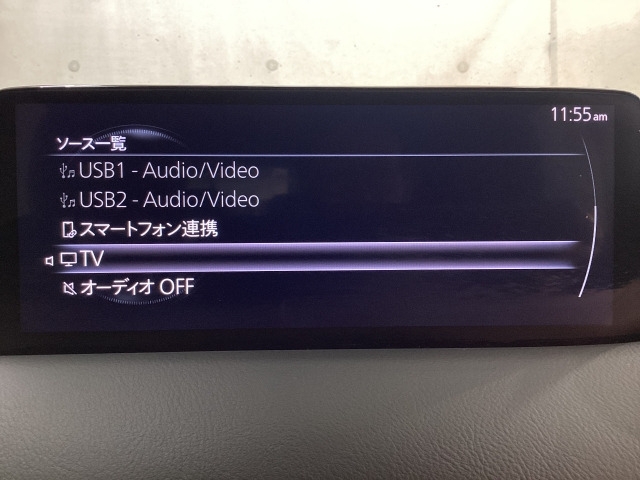 11:55am
ソース一覧
USB1 - Audio/Video
USB2 - Audio/Video
スマートフォン連携
TV
オーディオ OFF